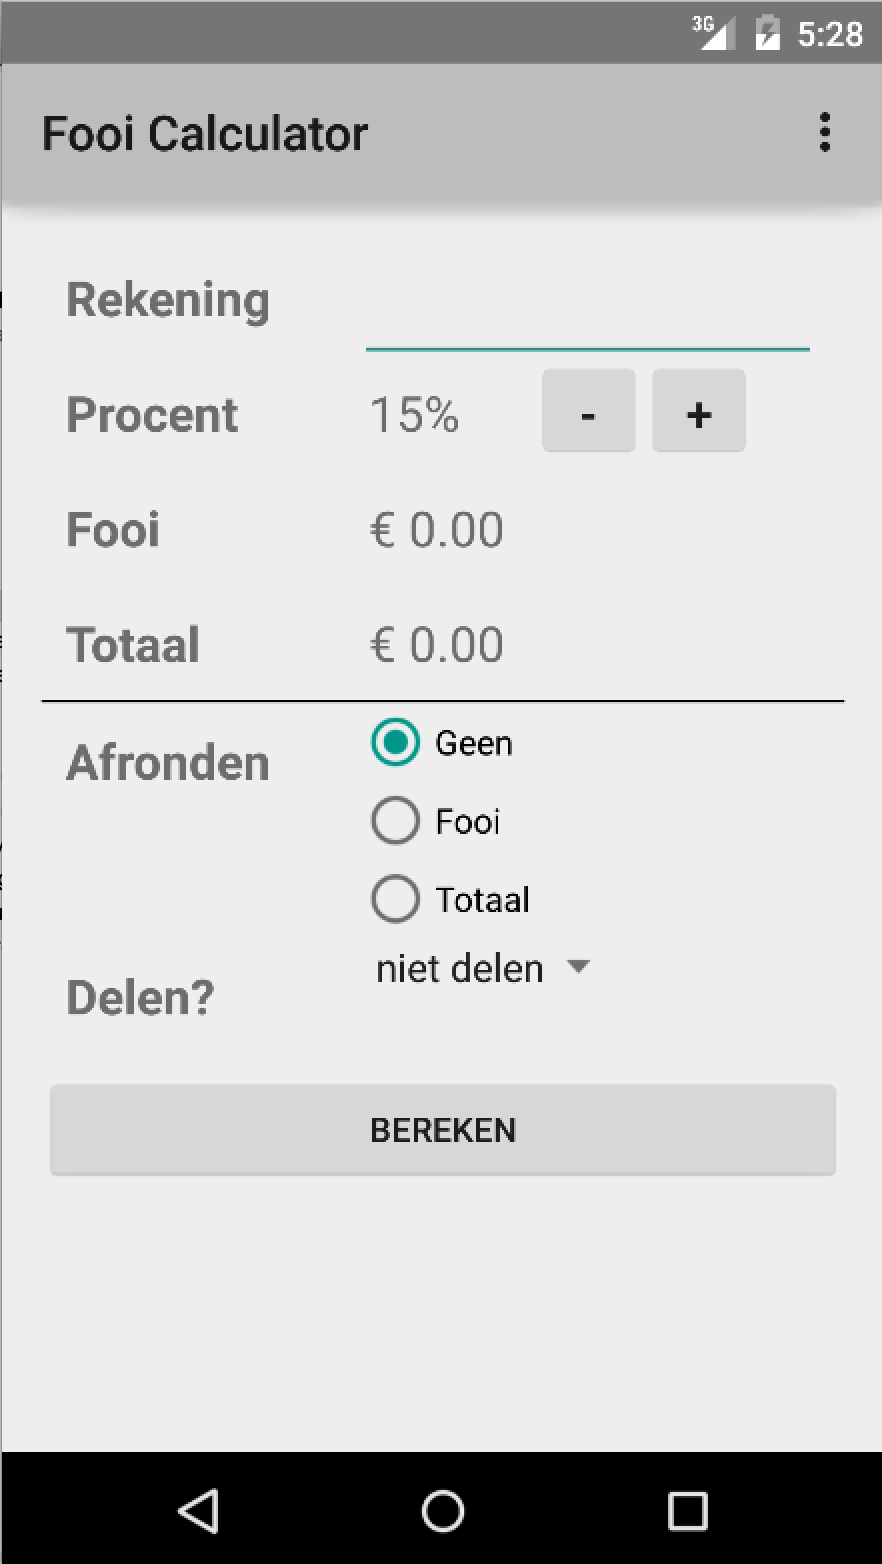 3G 5:28
Fooi Calculator
Rekening
Procent 15% - +
Fooi € 0.00
Totaal € 0.00
Afronden Geen
Fooi
Totaal
Delen? niet delen
BEREKEN